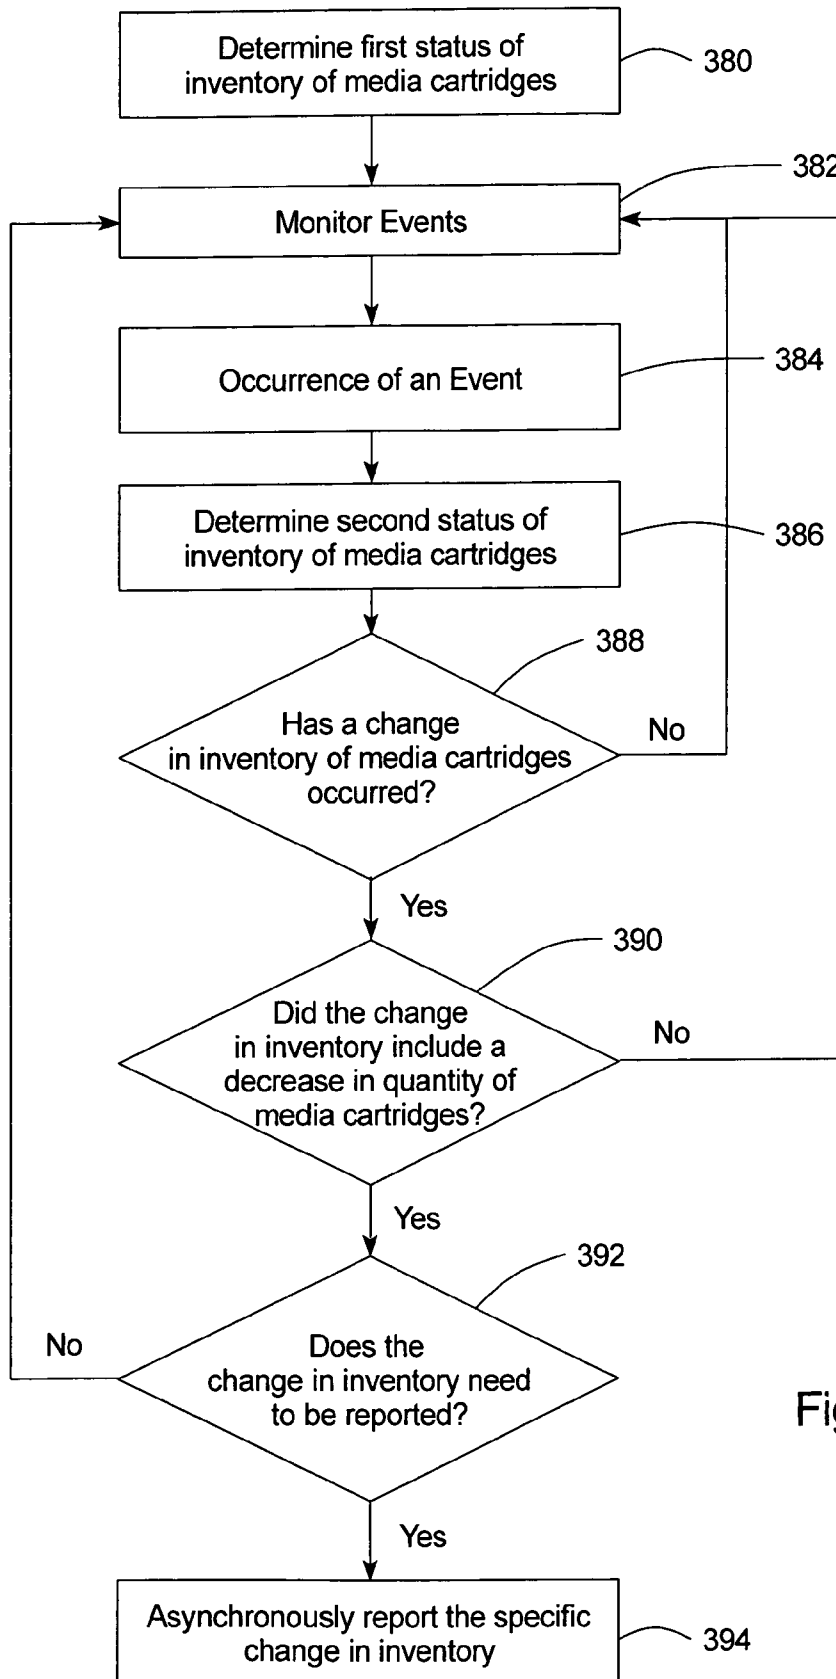 Determine first status of
inventory of media cartridges
380
382
Monitor Events
Occurrence of an Event
384
Determine second status of
inventory of media cartridges
386
388
Has a change
in inventory of media cartridges
occurred?
No
Yes
390
Did the change
in inventory include a
decrease in quantity of
media cartridges?
No
Yes
392
Does the
change in inventory need
to be reported?
No
Yes
Asynchronously report the specific
change in inventory
394